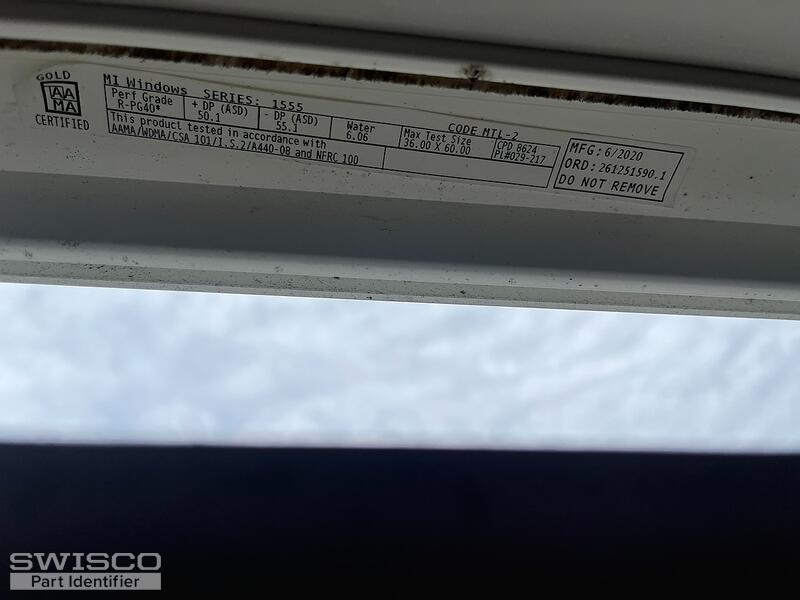 GOLD
AA
MA
CERTIFIED
MI Windows SERIES: 1555
CODE MTL-2
Perf Grade
R-PG40*
+ DP (ASD)
50.1
- DP (ASD)
55.1
Water
6.06
Max Test Size
36.00 X 60.00
CPD 8624
PL#029-217
This product tested in accordance with
AAMA/WDMA/CSA 101/I.S.2/A440-08 and NFRC 100
MFG: 6/2020
ORD: 261251590.1
DO NOT REMOVE
SWISCO
Part Identifier